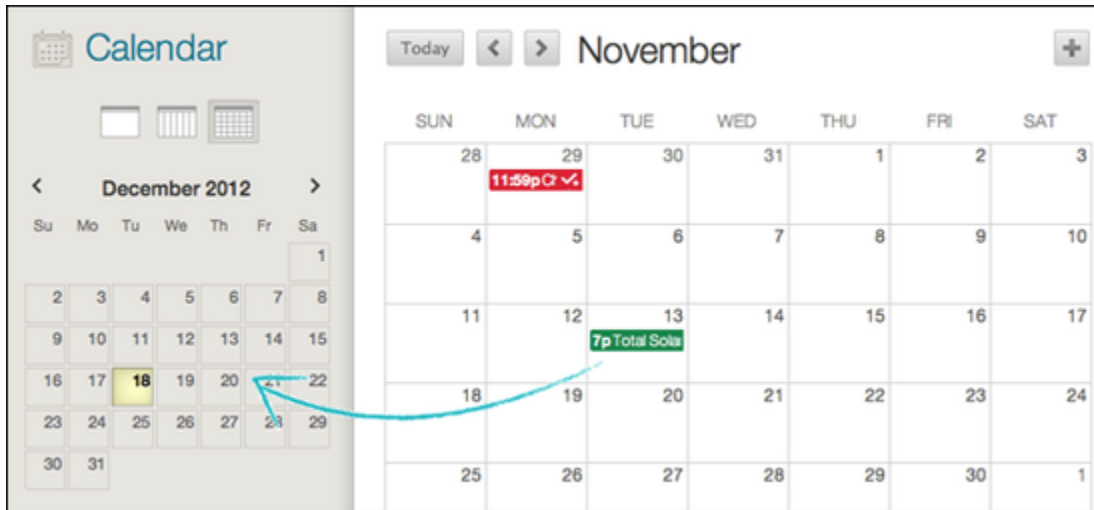 Calendar
December 2012
Su Mo Tu We Th Fr Sa
1
2 3 4 5 6 7 8
9 10 11 12 13 14 15
16 17 18 19 20 21 22
23 24 25 26 27 28 29
30 31
Today November
SUN MON TUE WED THU FRI SAT
28 29 30 31 1 2 3
11:59p
4 5 6 7 8 9 10
11 12 13 14 15 16 17
7p Total Solar
18 19 20 21 22 23 24
25 26 27 28 29 30 1